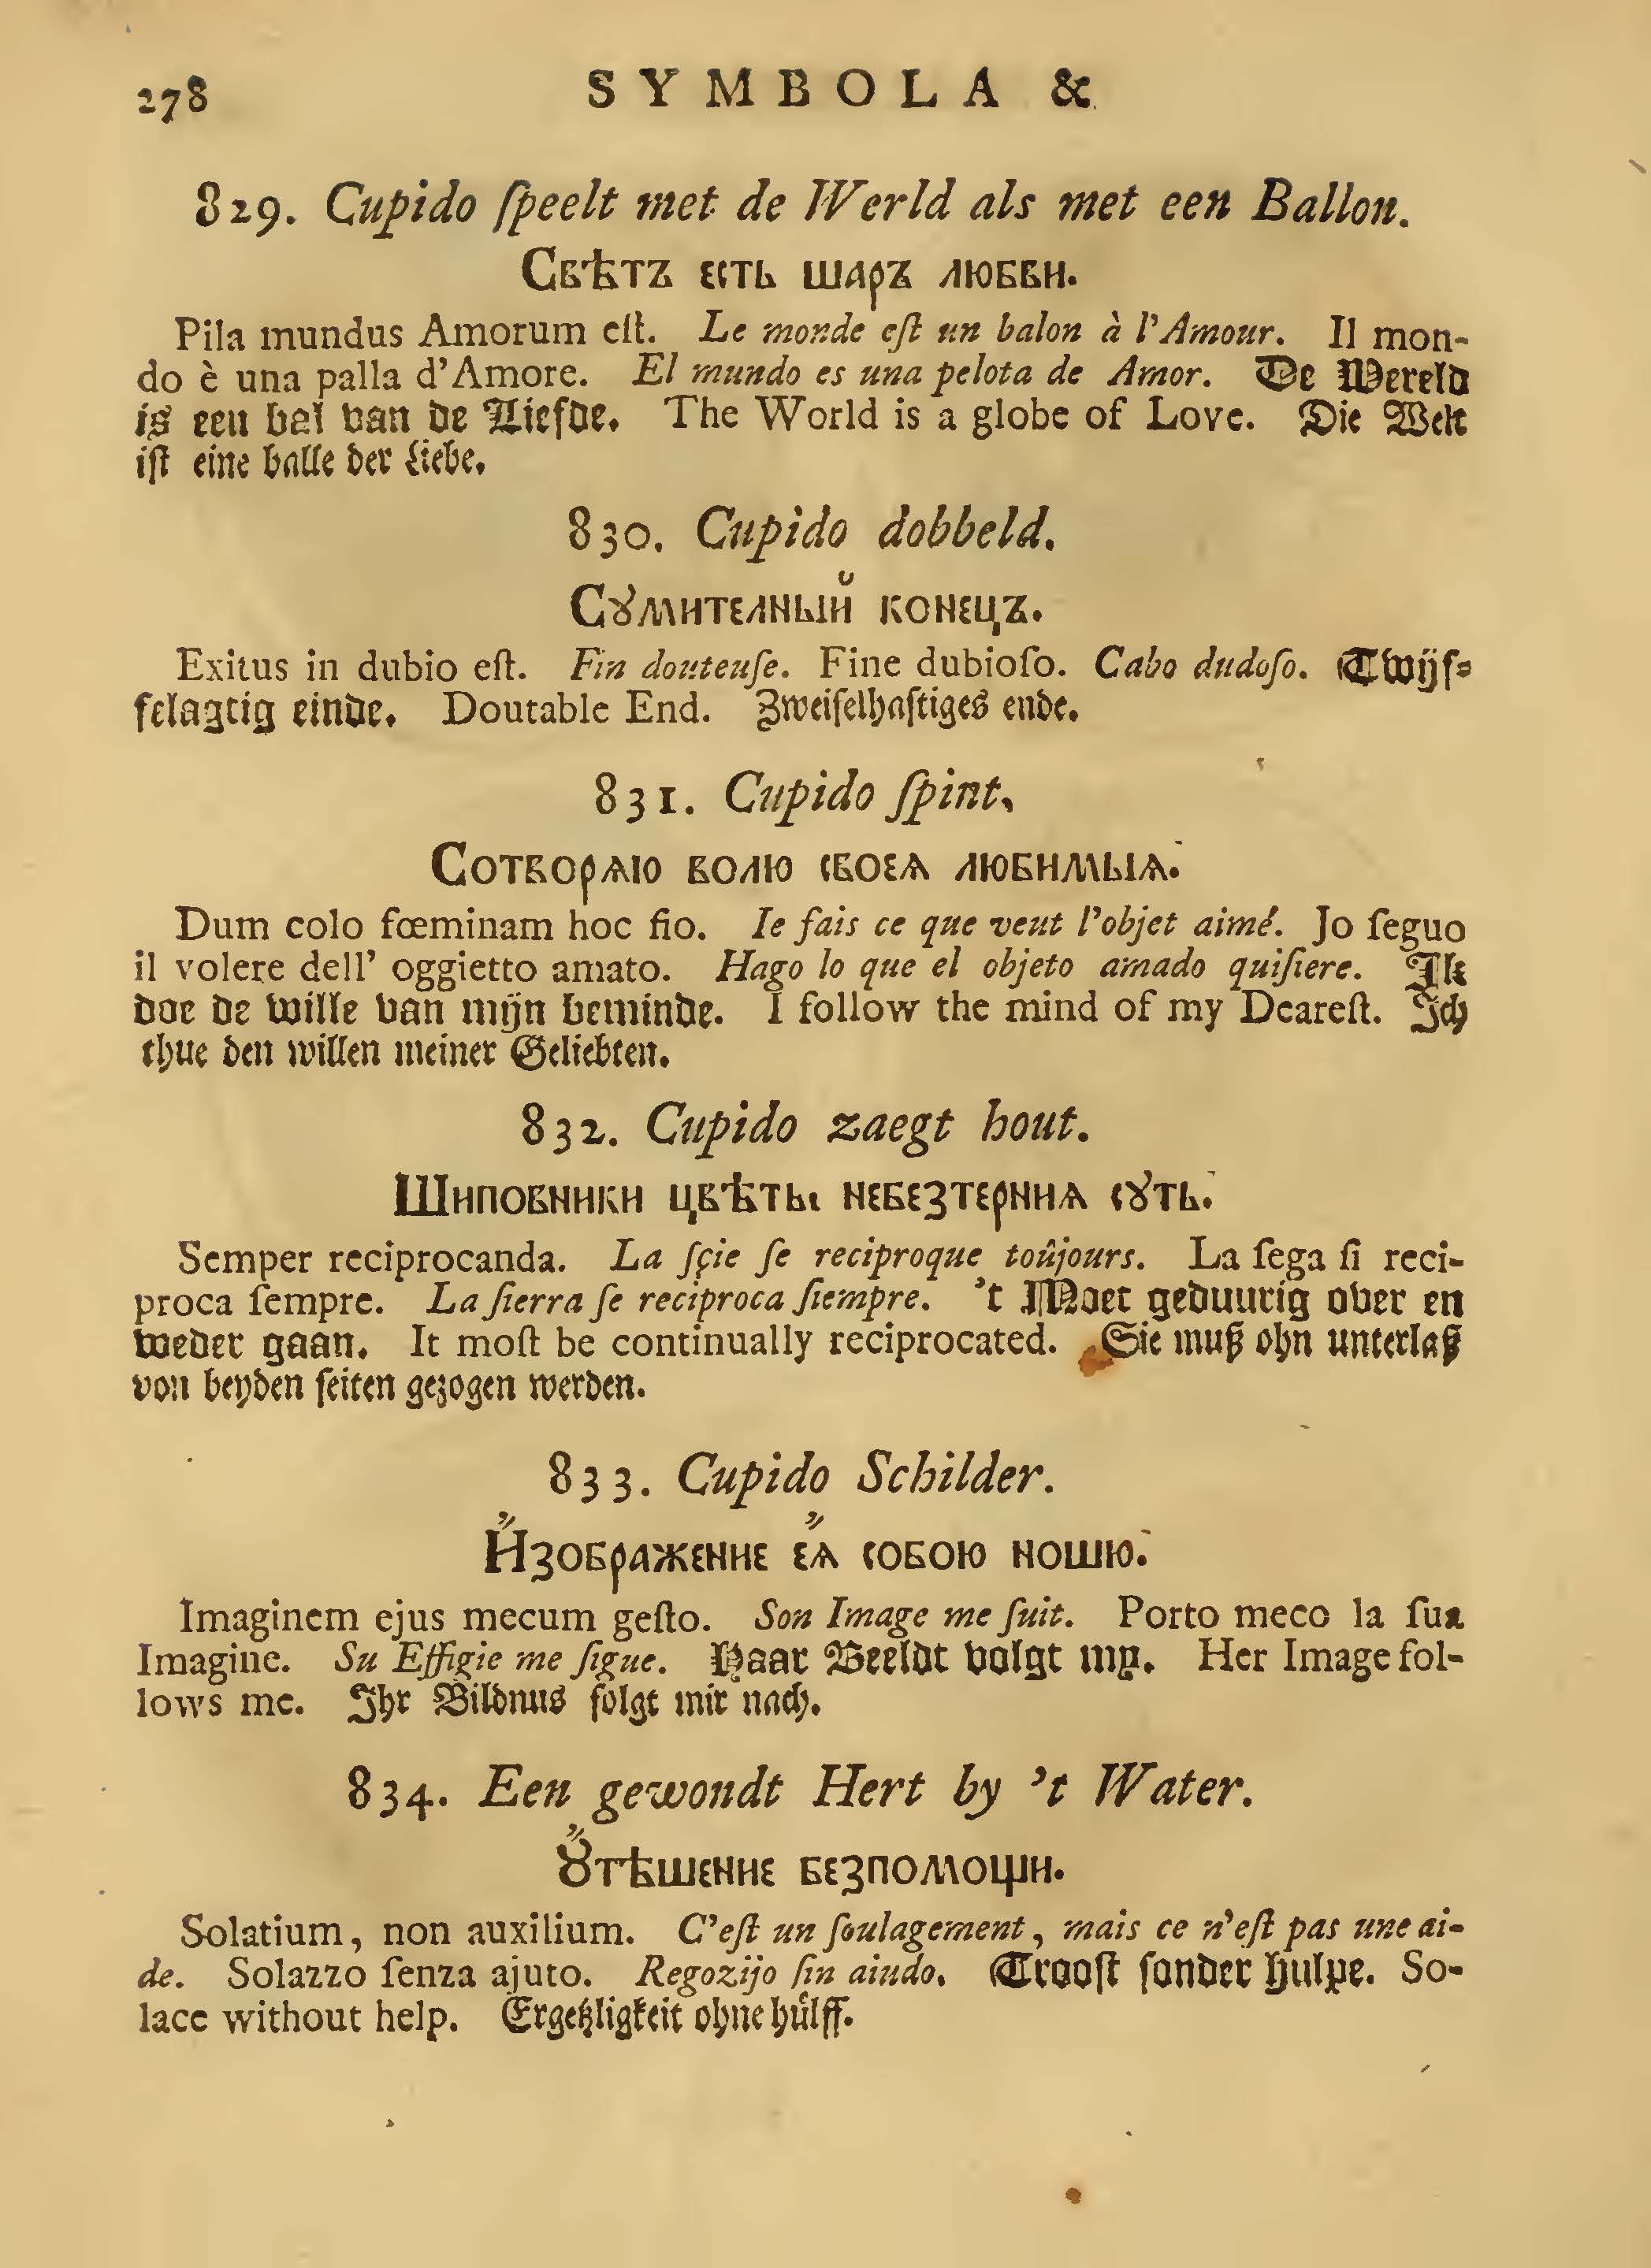 278 SYMBOLA &
829. Cupido ſpeelt met de Werld als met een Ballon.
Свѣтъ есть шаръ любви.
Pila mundus Amorum eſt. Le monde eſt un balon à l'Amour. Il mon-
do è una palla d'Amore. El mundo es una pelota de Amor. De Wereld
is een bal van de Liefde. The World is a globe of Love. Die Welt
iſt eine balle der Liebe.
830. Cupido dobbeld.
Сꙋмителный конецъ.
Exitus in dubio eſt. Fin douteuſe. Fine dubioſo. Cabo dudoſo. Twijf-
felagtig einde. Doutable End. Zweifelhaftiges ende.
831. Cupido ſpint.
Сотворѧю волю своеѧ любимыѧ.
Dum colo fœminam hoc fio. Ie fais ce que veut l'objet aimé. Jo ſeguo
il volere dell' oggietto amato. Hago lo que el objeto amado quiſiere. Ik
doe de wille van mijn beminde. I follow the mind of my Deareſt. Ich
thue den willen meiner Geliebten.
832. Cupido zaegt hout.
Шиповники цвѣты небезтернїѧ сꙋть.
Semper reciprocanda. La ſçie ſe reciproque toûjours. La ſega ſi reci-
proca ſempre. La ſierra ſe reciproca ſiempre. 't Moet geduurig over en
weder gaan. It moſt be continually reciprocated. Sie muß ohn unterlaß
von beyden ſeiten gezogen werden.
833. Cupido Schilder.
И҆́зображение е҆́ѧ собою ношю.
Imaginem ejus mecum geſto. Son Image me ſuit. Porto meco la ſua
Imagine. Su Effigie me ſigue. Haar Beeldt volgt my. Her Image fol-
lows me. Ihr Bildnus folgt mir nach.
834. Een gewondt Hert by 't Water.
Ꙋ҆́тѣшение безпомощи.
Solatium, non auxilium. C'eſt un ſoulagement, mais ce n'eſt pas une ai-
de. Solazzo ſenza ajuto. Regozijo ſin aiudo. Trooſt ſonder hulpe. So-
lace without help. Ergetzligkeit ohne hülff.